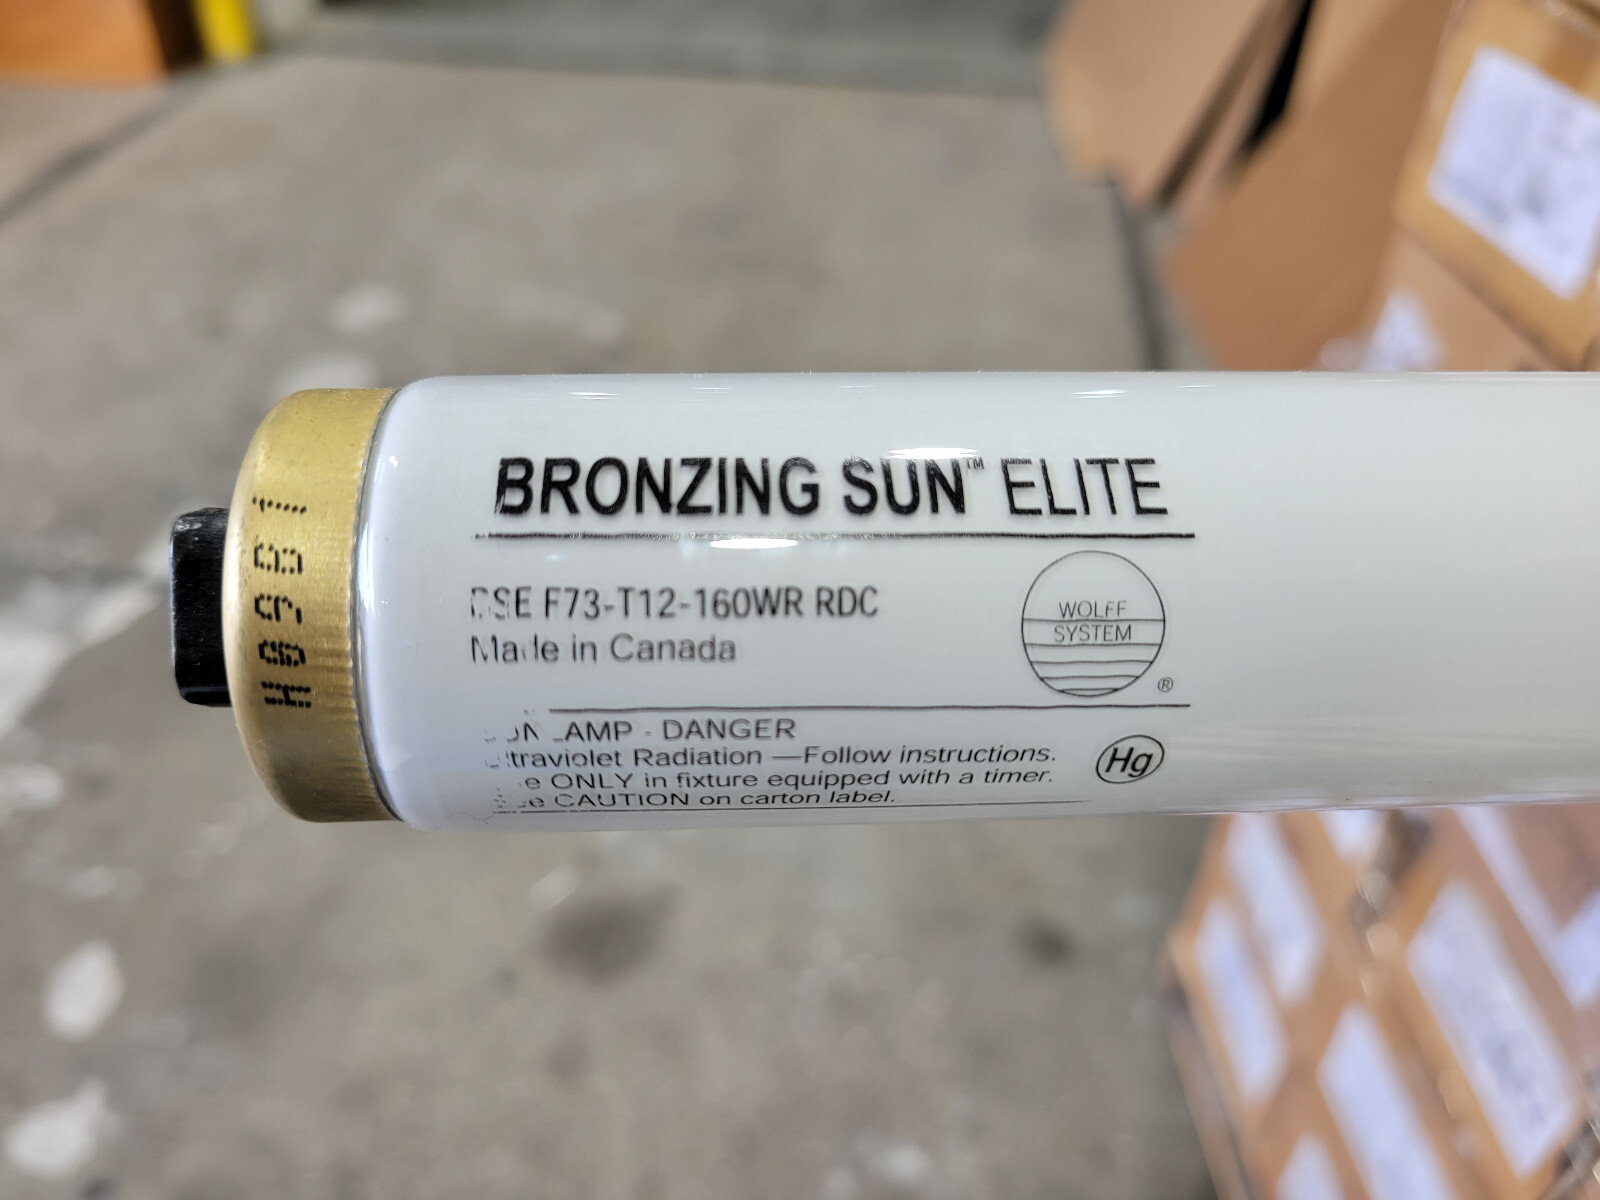 BRONZING SUN™ ELITE
F73-T12-160WR RDC
Made in Canada
WOLFF
SYSTEM
®
DANGER
Radiation — Follow instructions.
ONLY in fixture equipped with a timer.
CAUTION on carton label.
Hg